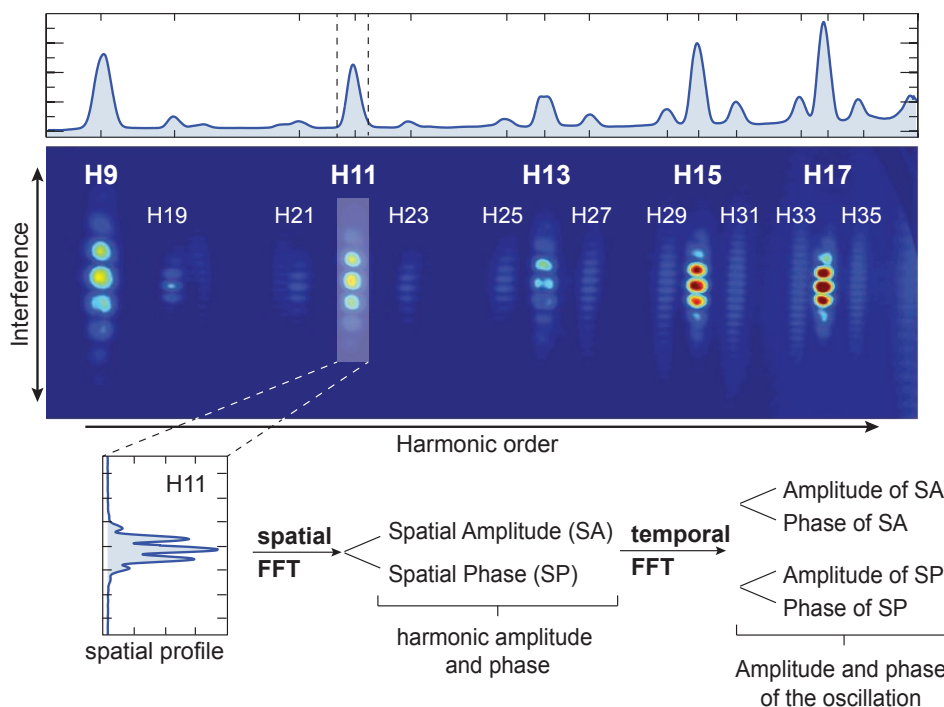 H9
H11
H13
H15
H17
H19
H21
H23
H25
H27
H29
H31
H33
H35
Interference
Harmonic order
H11
spatial profile
spatial
FFT
Spatial Amplitude (SA)
Spatial Phase (SP)
harmonic amplitude
and phase
temporal
FFT
Amplitude of SA
Phase of SA
Amplitude of SP
Phase of SP
Amplitude and phase
of the oscillation